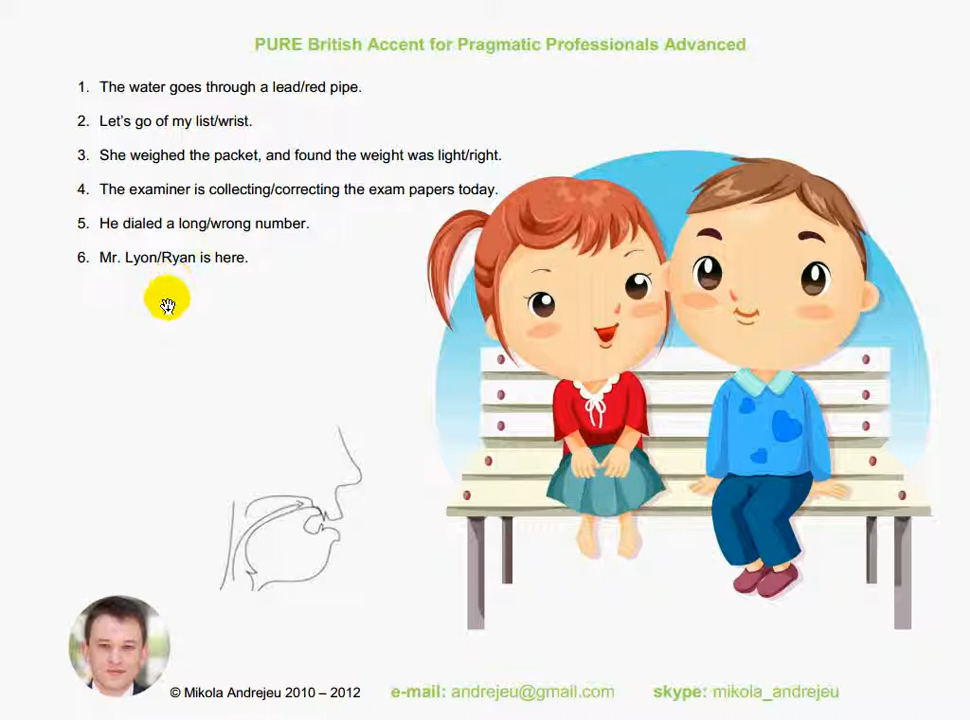 PURE British Accent for Pragmatic Professionals Advanced
1. The water goes through a lead/red pipe.
2. Let's go of my list/wrist.
3. She weighed the packet, and found the weight was light/right.
4. The examiner is collecting/correcting the exam papers today.
5. He dialed a long/wrong number.
6. Mr. Lyon/Ryan is here.
© Mikola Andrejeu 2010 – 2012 e-mail: andrejeu@gmail.com skype: mikola_andrejeu